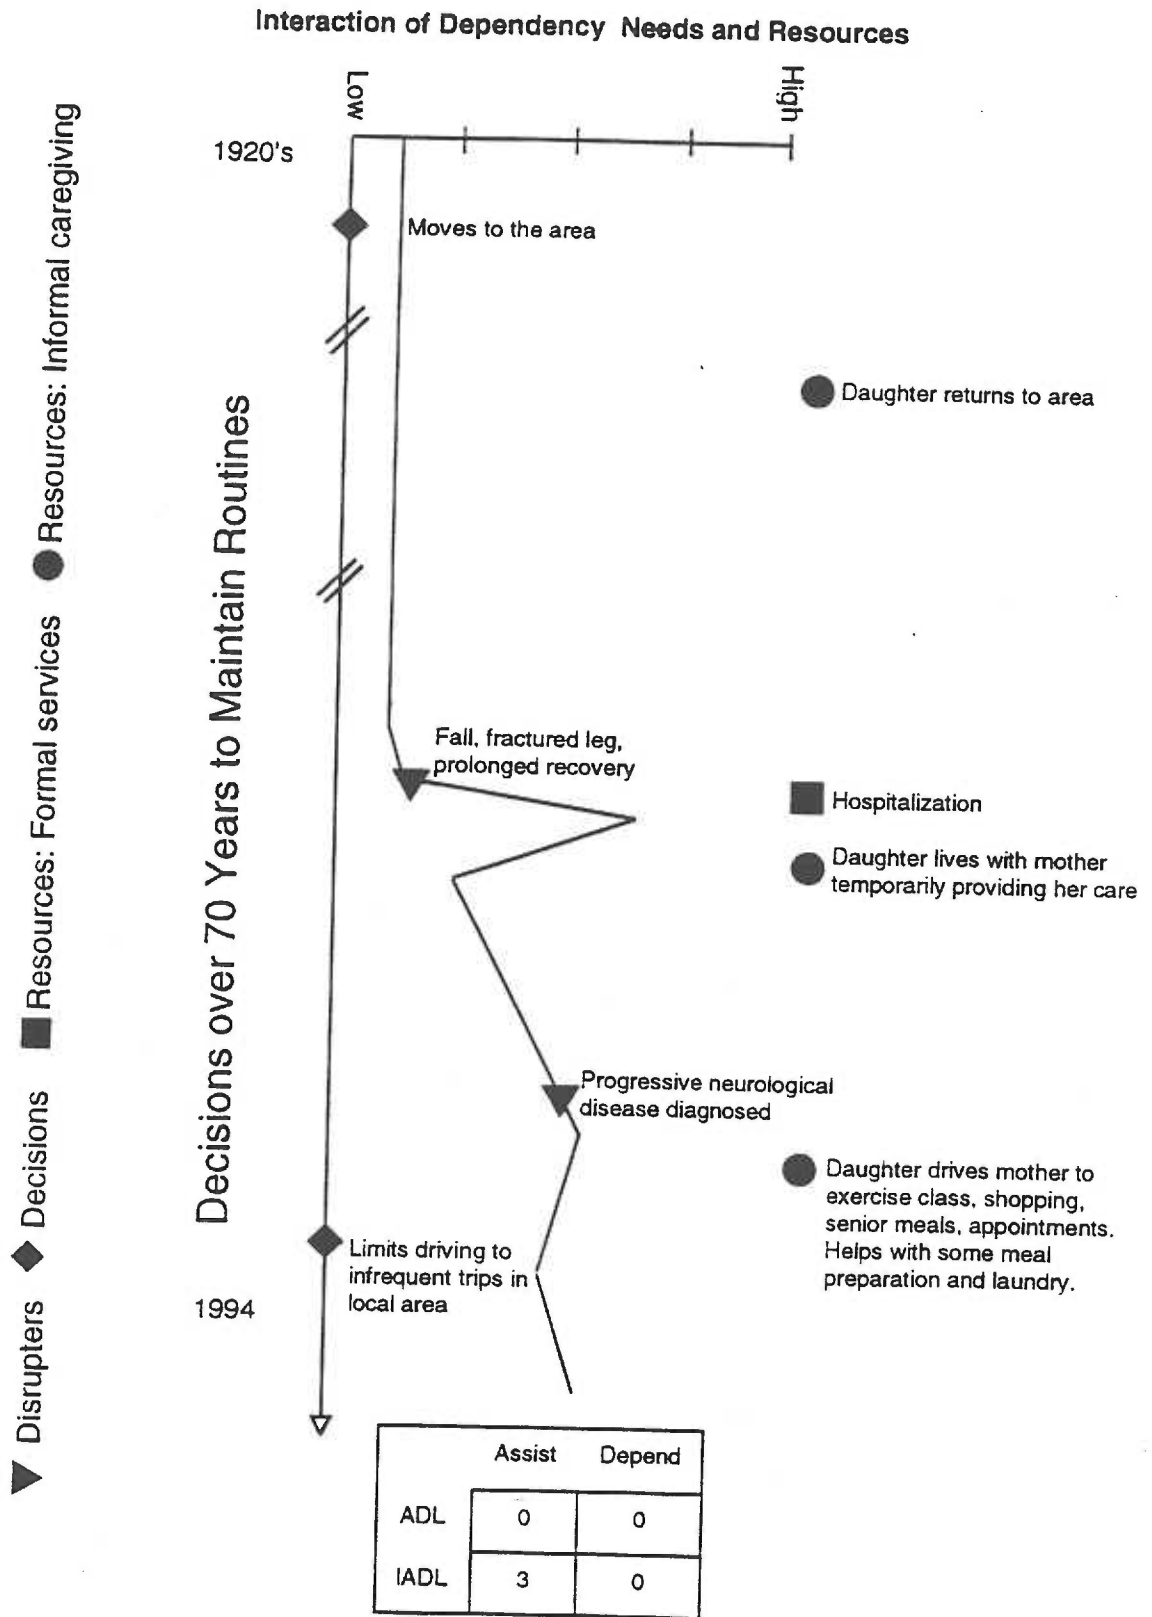 Interaction of Dependency Needs and Resources
Low
High
1920's
Moves to the area
Daughter returns to area
Fall, fractured leg,
prolonged recovery
Hospitalization
Daughter lives with mother
temporarily providing her care
Progressive neurological
disease diagnosed
Daughter drives mother to
exercise class, shopping,
senior meals, appointments.
Helps with some meal
preparation and laundry.
Limits driving to
infrequent trips in
local area
1994
Decisions over 70 Years to Maintain Routines
Disrupters
Decisions
Resources: Formal services
Resources: Informal caregiving
Assist Depend
ADL 0 0
IADL 3 0